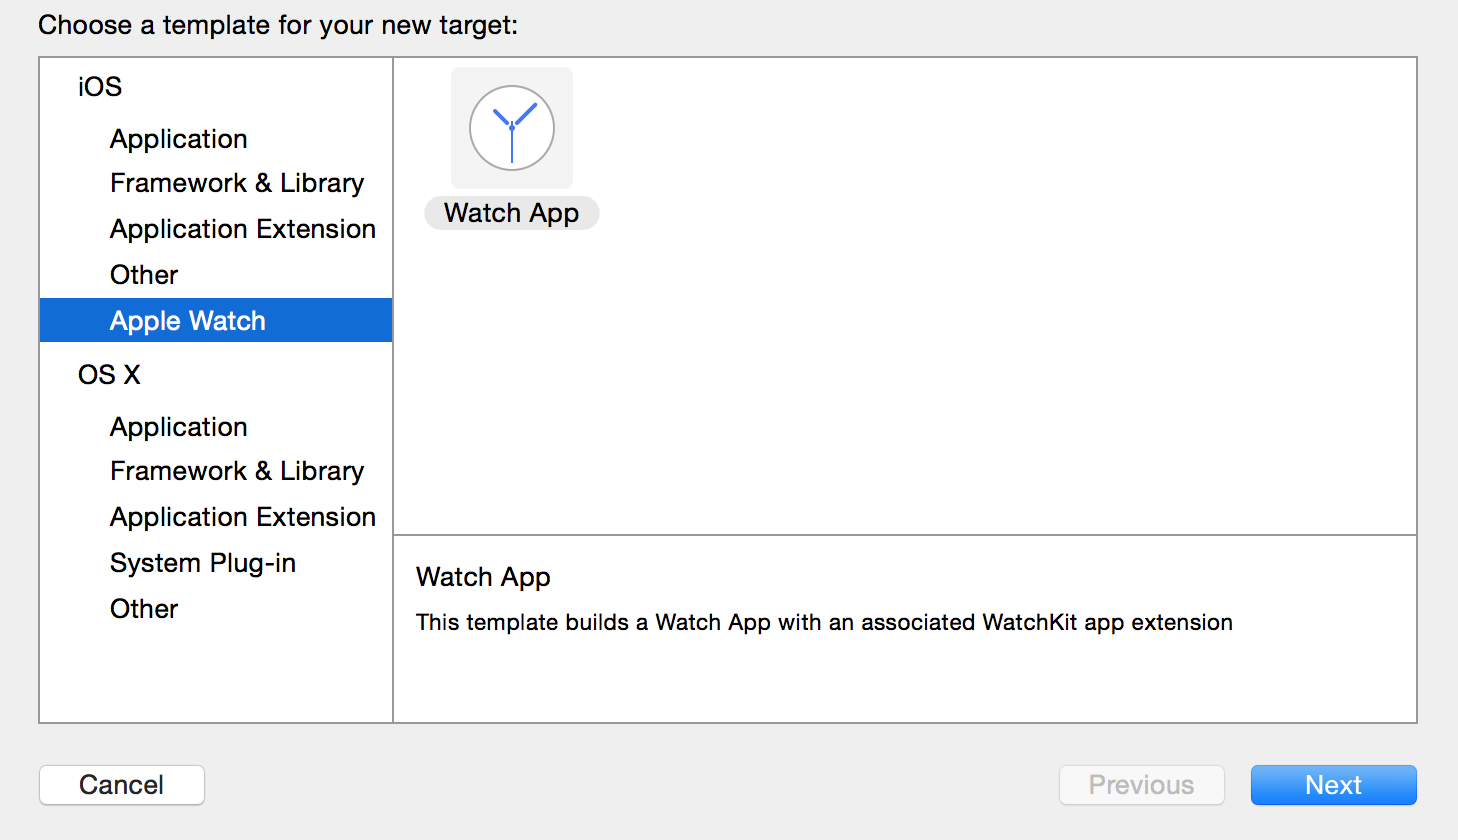 Choose a template for your new target:
iOS
Application
Framework & Library
Application Extension
Other
Apple Watch
OS X
Application
Framework & Library
Application Extension
System Plug-in
Other
Watch App
Watch App
This template builds a Watch App with an associated WatchKit app extension
Cancel
Previous
Next